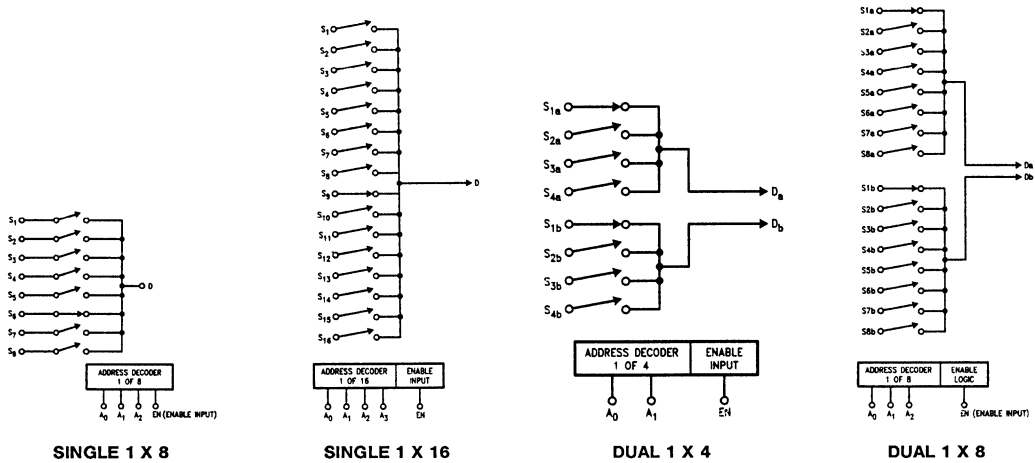 S1
S2
S3
S4
S5
S6
S7
S8
D
ADDRESS DECODER
1 OF 8
A0 A1 A2 EN (ENABLE INPUT)
SINGLE 1 X 8
S1
S2
S3
S4
S5
S6
S7
S8
S9
S10
S11
S12
S13
S14
S15
S16
D
ADDRESS DECODER
1 OF 16
ENABLE
INPUT
A0 A1 A2 A3 EN
SINGLE 1 X 16
S1a
S2a
S3a
S4a
S1b
S2b
S3b
S4b
Da
Db
ADDRESS DECODER
1 OF 4
ENABLE
INPUT
A0 A1 EN
DUAL 1 X 4
S1a
S2a
S3a
S4a
S5a
S6a
S7a
S8a
S1b
S2b
S3b
S4b
S5b
S6b
S7b
S8b
Da
Db
ADDRESS DECODER
1 OF 8
ENABLE
LOGIC
A0 A1 A2 EN (ENABLE INPUT)
DUAL 1 X 8